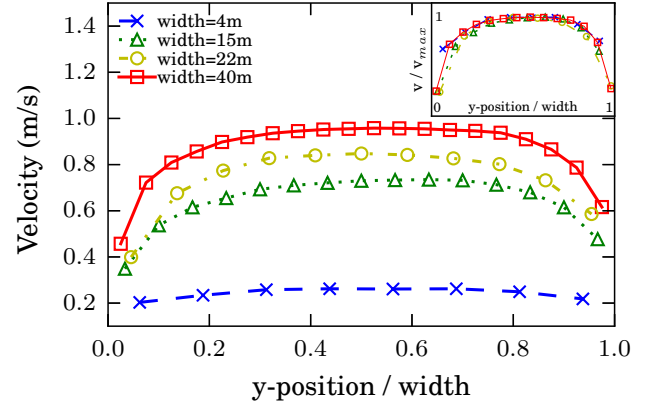 1.4
1.2
1.0
0.8
0.6
0.4
0.2
0.0
0.2
0.4
0.6
0.8
1.0
Velocity (m/s)
y-position / width
width=4m
width=15m
width=22m
width=40m
1
v / v_max
0
1
y-position / width